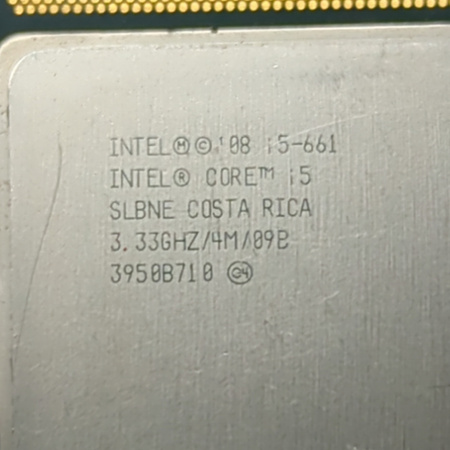 INTEL Ⓜ © '08 i5-661
INTEL® CORE™ i5
SLBNE COSTA RICA
3.33GHZ/4M/09B
3950B710 e4